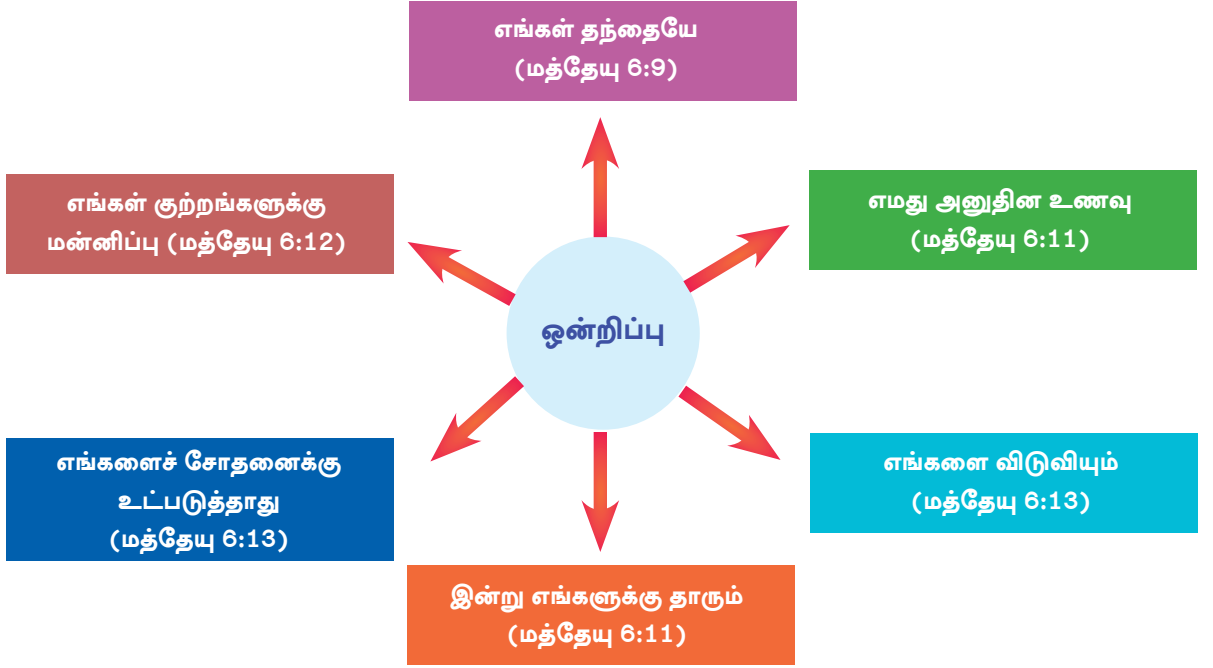 எங்கள் தந்தையே
(மத்தேயு 6:9)
எங்கள் குற்றங்களுக்கு
மன்னிப்பு (மத்தேயு 6:12)
எமது அனுதின உணவு
(மத்தேயு 6:11)
ஒன்றிப்பு
எங்களைச் சோதனைக்கு
உட்படுத்தாது
(மத்தேயு 6:13)
எங்களை விடுவியும்
(மத்தேயு 6:13)
இன்று எங்களுக்கு தாரும்
(மத்தேயு 6:11)